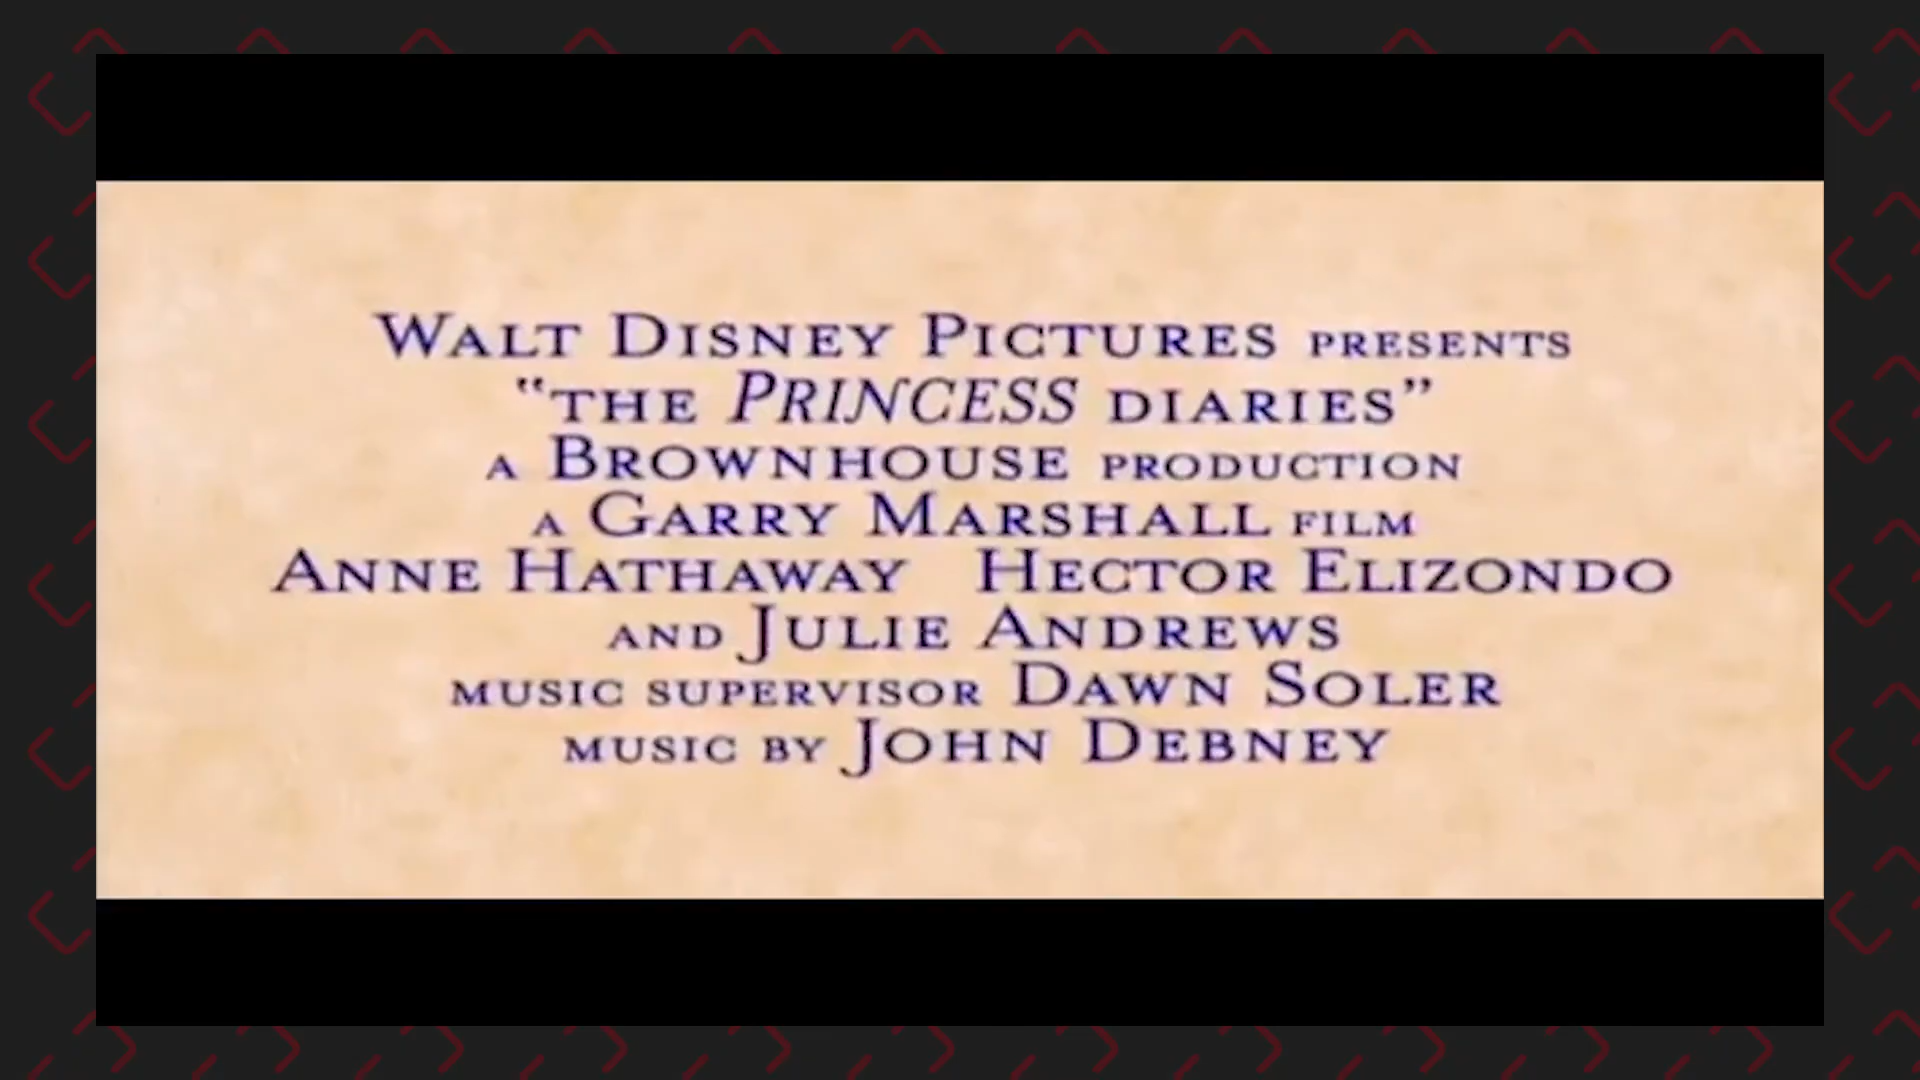 WALT DISNEY PICTURES PRESENTS
“THE PRINCESS DIARIES”
A BROWNHOUSE PRODUCTION
A GARRY MARSHALL FILM
ANNE HATHAWAY HECTOR ELIZONDO
AND JULIE ANDREWS
MUSIC SUPERVISOR DAWN SOLER
MUSIC BY JOHN DEBNEY